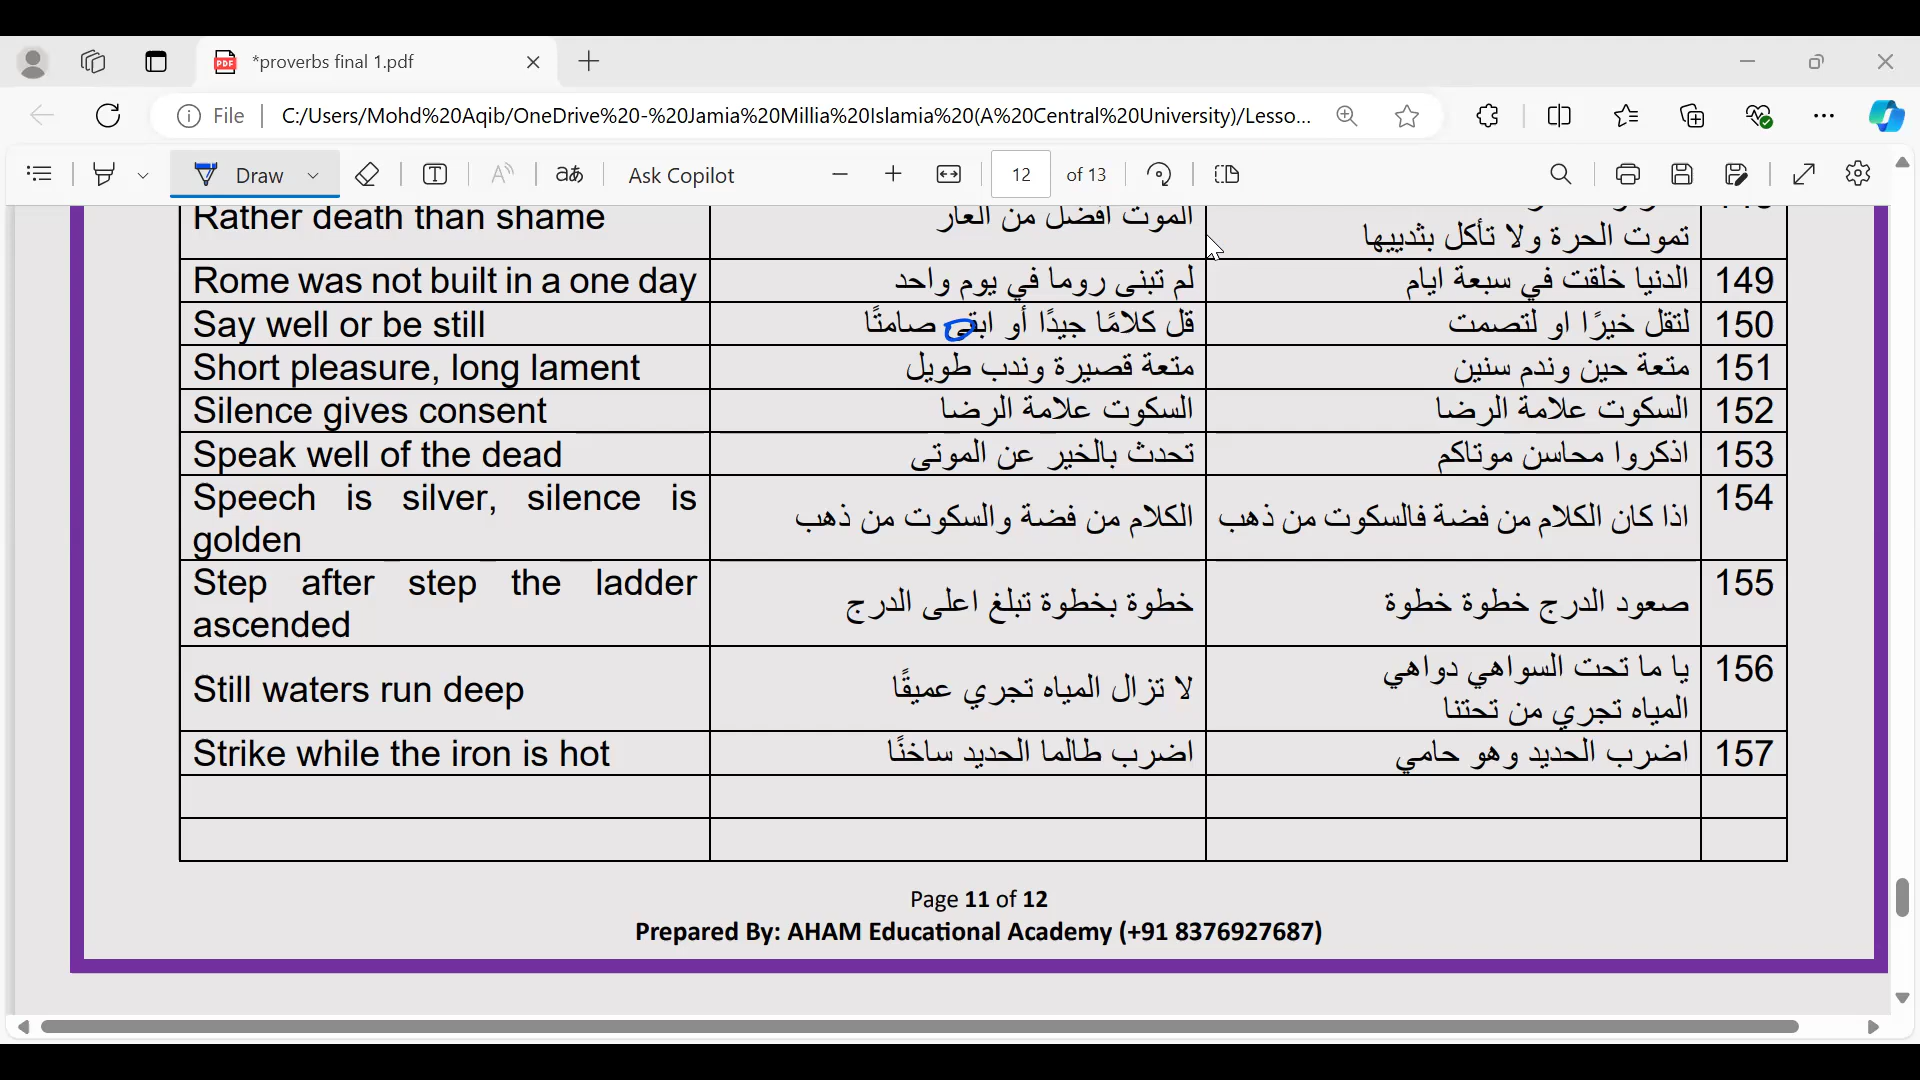 *proverbs final 1.pdf
File
C:/Users/Mohd%20Aqib/OneDrive%20-%20Jamia%20Millia%20Islamia%20(A%20Central%20University)/Lesso...
Draw
Ask Copilot
12
of 13
Rather death than shame
الموت افضل من العار
تموت الحرة ولا تأكل بثدييها
Rome was not built in a one day
لم تبنى روما في يوم واحد
الدنيا خلقت في سبعة ايام
149
Say well or be still
قل كلامًا جيدًا أو ابقى صامتًا
لتقل خيرًا او لتصمت
150
Short pleasure, long lament
متعة قصيرة وندب طويل
متعة حين وندم سنين
151
Silence gives consent
السكوت علامة الرضا
السكوت علامة الرضا
152
Speak well of the dead
تحدث بالخير عن الموتى
اذكروا محاسن موتاكم
153
Speech is silver, silence is
golden
الكلام من فضة والسكوت من ذهب
اذا كان الكلام من فضة فالسكوت من ذهب
154
Step after step the ladder
ascended
خطوة بخطوة تبلغ اعلى الدرج
صعود الدرج خطوة خطوة
155
Still waters run deep
لا تزال المياه تجري عميقًا
يا ما تحت السواهي دواهي
المياه تجري من تحتنا
156
Strike while the iron is hot
اضرب طالما الحديد ساخنًا
اضرب الحديد وهو حامي
157
Page 11 of 12
Prepared By: AHAM Educational Academy (+91 8376927687)